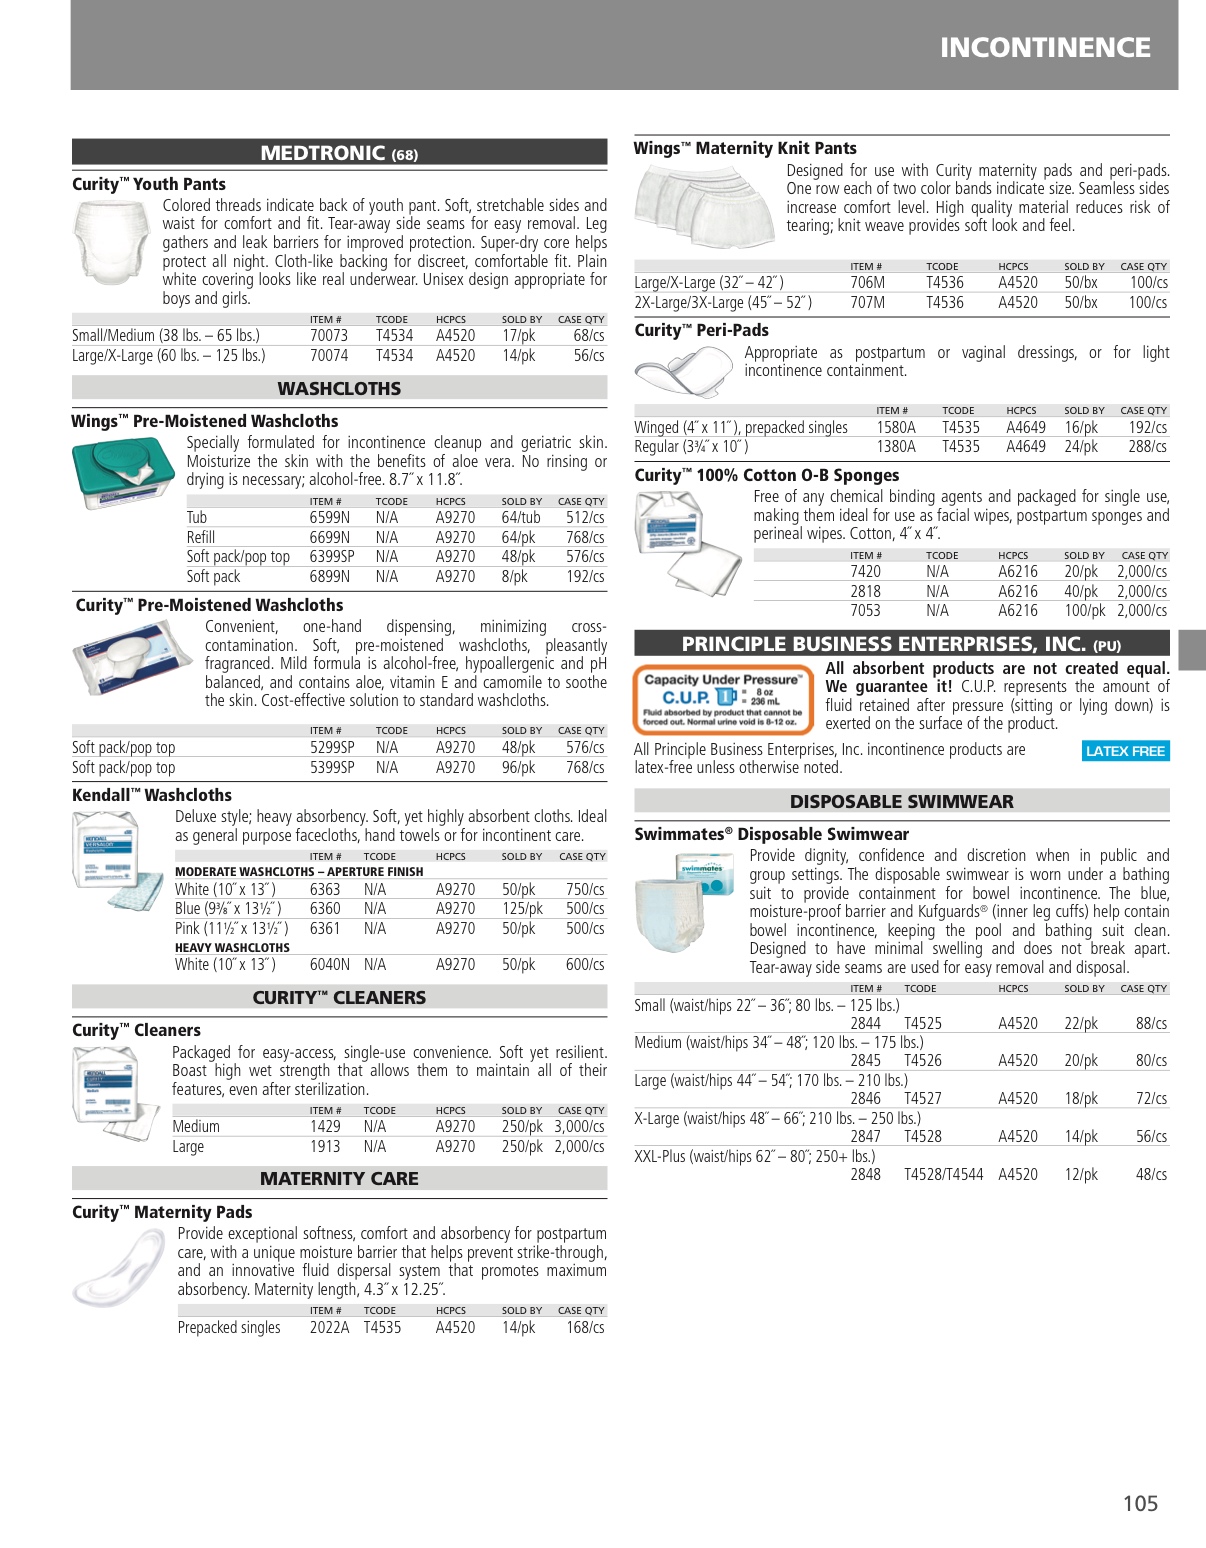 INCONTINENCE
MEDTRONIC (68)
Curity™ Youth Pants
Colored threads indicate back of youth pant. Soft, stretchable sides and
waist for comfort and fit. Tear-away side seams for easy removal. Leg
gathers and leak barriers for improved protection. Super-dry core helps
protect all night. Cloth-like backing for discreet, comfortable fit. Plain
white covering looks like real underwear. Unisex design appropriate for
boys and girls.
ITEM # TCODE HCPCS SOLD BY CASE QTY
Small/Medium (38 lbs. – 65 lbs.) 70073 T4534 A4520 17/pk 68/cs
Large/X-Large (60 lbs. – 125 lbs.) 70074 T4534 A4520 14/pk 56/cs
WASHCLOTHS
Wings™ Pre-Moistened Washcloths
Specially formulated for incontinence cleanup and geriatric skin.
Moisturize the skin with the benefits of aloe vera. No rinsing or
drying is necessary; alcohol-free. 8.7˝ x 11.8˝.
ITEM # TCODE HCPCS SOLD BY CASE QTY
Tub 6599N N/A A9270 64/tub 512/cs
Refill 6699N N/A A9270 64/pk 768/cs
Soft pack/pop top 6399SP N/A A9270 48/pk 576/cs
Soft pack 6899N N/A A9270 8/pk 192/cs
Curity™ Pre-Moistened Washcloths
Convenient, one-hand dispensing, minimizing cross-
contamination. Soft, pre-moistened washcloths, pleasantly
fragranced. Mild formula is alcohol-free, hypoallergenic and pH
balanced, and contains aloe, vitamin E and camomile to soothe
the skin. Cost-effective solution to standard washcloths.
ITEM # TCODE HCPCS SOLD BY CASE QTY
Soft pack/pop top 5299SP N/A A9270 48/pk 576/cs
Soft pack/pop top 5399SP N/A A9270 96/pk 768/cs
Kendall™ Washcloths
Deluxe style; heavy absorbency. Soft, yet highly absorbent cloths. Ideal
as general purpose facecloths, hand towels or for incontinent care.
ITEM # TCODE HCPCS SOLD BY CASE QTY
MODERATE WASHCLOTHS – APERTURE FINISH
White (10˝ x 13˝) 6363 N/A A9270 50/pk 750/cs
Blue (9⅜˝ x 13½˝) 6360 N/A A9270 125/pk 500/cs
Pink (11½˝ x 13½˝) 6361 N/A A9270 50/pk 500/cs
HEAVY WASHCLOTHS
White (10˝ x 13˝) 6040N N/A A9270 50/pk 600/cs
CURITY™ CLEANERS
Curity™ Cleaners
Packaged for easy-access, single-use convenience. Soft yet resilient.
Boast high wet strength that allows them to maintain all of their
features, even after sterilization.
ITEM # TCODE HCPCS SOLD BY CASE QTY
Medium 1429 N/A A9270 250/pk 3,000/cs
Large 1913 N/A A9270 250/pk 2,000/cs
MATERNITY CARE
Curity™ Maternity Pads
Provide exceptional softness, comfort and absorbency for postpartum
care, with a unique moisture barrier that helps prevent strike-through,
and an innovative fluid dispersal system that promotes maximum
absorbency. Maternity length, 4.3˝ x 12.25˝.
ITEM # TCODE HCPCS SOLD BY CASE QTY
Prepacked singles 2022A T4535 A4520 14/pk 168/cs
Wings™ Maternity Knit Pants
Designed for use with Curity maternity pads and peri-pads.
One row each of two color bands indicate size. Seamless sides
increase comfort level. High quality material reduces risk of
tearing; knit weave provides soft look and feel.
ITEM # TCODE HCPCS SOLD BY CASE QTY
Large/X-Large (32˝ – 42˝) 706M T4536 A4520 50/bx 100/cs
2X-Large/3X-Large (45˝ – 52˝) 707M T4536 A4520 50/bx 100/cs
Curity™ Peri-Pads
Appropriate as postpartum or vaginal dressings, or for light
incontinence containment.
ITEM # TCODE HCPCS SOLD BY CASE QTY
Winged (4˝ x 11˝), prepacked singles 1580A T4535 A4649 16/pk 192/cs
Regular (3¾˝ x 10˝) 1380A T4535 A4649 24/pk 288/cs
Curity™ 100% Cotton O-B Sponges
Free of any chemical binding agents and packaged for single use,
making them ideal for use as facial wipes, postpartum sponges and
perineal wipes. Cotton, 4˝ x 4˝.
ITEM # TCODE HCPCS SOLD BY CASE QTY
7420 N/A A6216 20/pk 2,000/cs
2818 N/A A6216 40/pk 2,000/cs
7053 N/A A6216 100/pk 2,000/cs
PRINCIPLE BUSINESS ENTERPRISES, INC. (PU)
Capacity Under Pressure™
C.U.P. 1 = 8 oz
= 236 mL
Fluid absorbed by product that cannot be
forced out. Normal urine void is 8-12 oz.
All absorbent products are not created equal.
We guarantee it! C.U.P. represents the amount of
fluid retained after pressure (sitting or lying down) is
exerted on the surface of the product.
All Principle Business Enterprises, Inc. incontinence products are
latex-free unless otherwise noted.
LATEX FREE
DISPOSABLE SWIMWEAR
Swimmates® Disposable Swimwear
swimmates
Provide dignity, confidence and discretion when in public and
group settings. The disposable swimwear is worn under a bathing
suit to provide containment for bowel incontinence. The blue,
moisture-proof barrier and Kufguards® (inner leg cuffs) help contain
bowel incontinence, keeping the pool and bathing suit clean.
Designed to have minimal swelling and does not break apart.
Tear-away side seams are used for easy removal and disposal.
ITEM # TCODE HCPCS SOLD BY CASE QTY
Small (waist/hips 22˝ – 36˝; 80 lbs. – 125 lbs.)
2844 T4525 A4520 22/pk 88/cs
Medium (waist/hips 34˝ – 48˝; 120 lbs. – 175 lbs.)
2845 T4526 A4520 20/pk 80/cs
Large (waist/hips 44˝ – 54˝; 170 lbs. – 210 lbs.)
2846 T4527 A4520 18/pk 72/cs
X-Large (waist/hips 48˝ – 66˝; 210 lbs. – 250 lbs.)
2847 T4528 A4520 14/pk 56/cs
XXL-Plus (waist/hips 62˝ – 80˝; 250+ lbs.)
2848 T4528/T4544 A4520 12/pk 48/cs
105